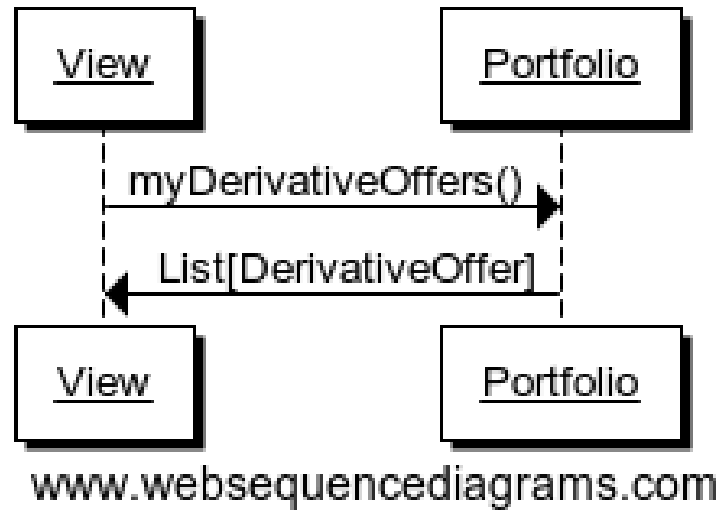 View Portfolio
myDerivativeOffers()
List[DerivativeOffer]
View Portfolio
www.websequencediagrams.com